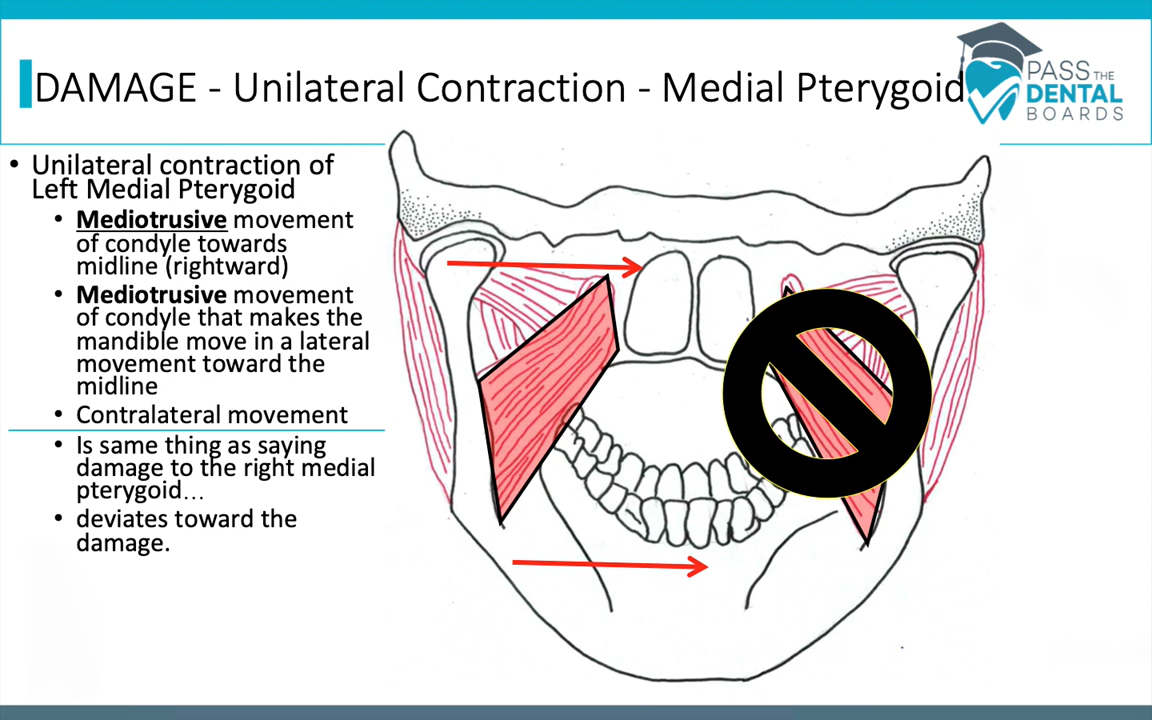 DAMAGE - Unilateral Contraction - Medial Pterygoid
PASS THE
DENTAL
BOARDS
• Unilateral contraction of
Left Medial Pterygoid
• Mediotrusive movement
of condyle towards
midline (rightward)
• Mediotrusive movement
of condyle that makes the
mandible move in a lateral
movement toward the
midline
• Contralateral movement
• Is same thing as saying
damage to the right medial
pterygoid...
• deviates toward the
damage.